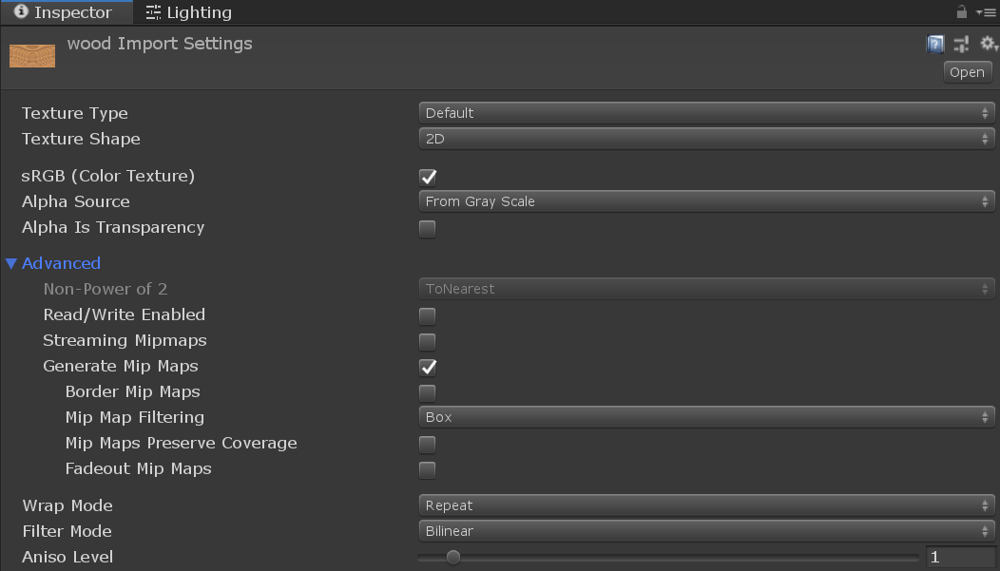 Inspector Lighting
wood Import Settings
Open
Texture Type Default
Texture Shape 2D
sRGB (Color Texture)
Alpha Source From Gray Scale
Alpha Is Transparency
Advanced
Non-Power of 2 ToNearest
Read/Write Enabled
Streaming Mipmaps
Generate Mip Maps
Border Mip Maps
Mip Map Filtering Box
Mip Maps Preserve Coverage
Fadeout Mip Maps
Wrap Mode Repeat
Filter Mode Bilinear
Aniso Level 1